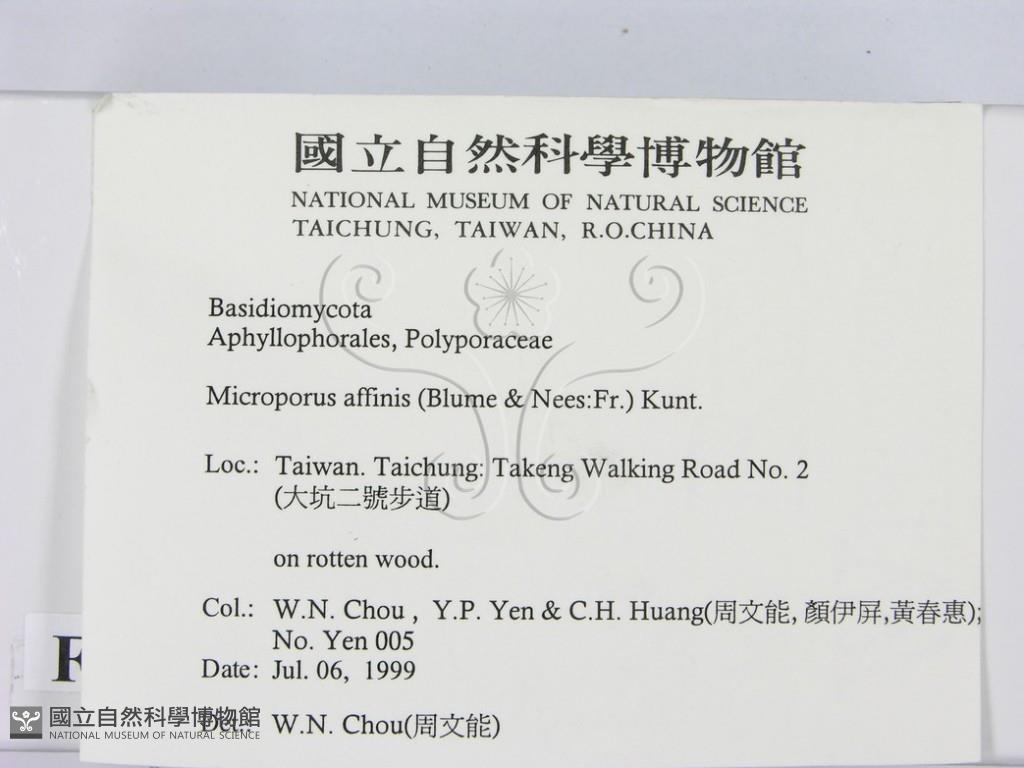 國立自然科學博物館
NATIONAL MUSEUM OF NATURAL SCIENCE
TAICHUNG, TAIWAN, R.O.CHINA
Basidiomycota
Aphyllophorales, Polyporaceae
Microporus affinis (Blume & Nees:Fr.) Kunt.
Loc.: Taiwan. Taichung: Takeng Walking Road No. 2
(大坑二號步道)
on rotten wood.
Col.: W.N. Chou , Y.P. Yen & C.H. Huang(周文能, 顏伊屏,黃春惠);
No. Yen 005
Date: Jul. 06, 1999
Det.: W.N. Chou(周文能)
F
國立自然科學博物館
NATIONAL MUSEUM OF NATURAL SCIENCE